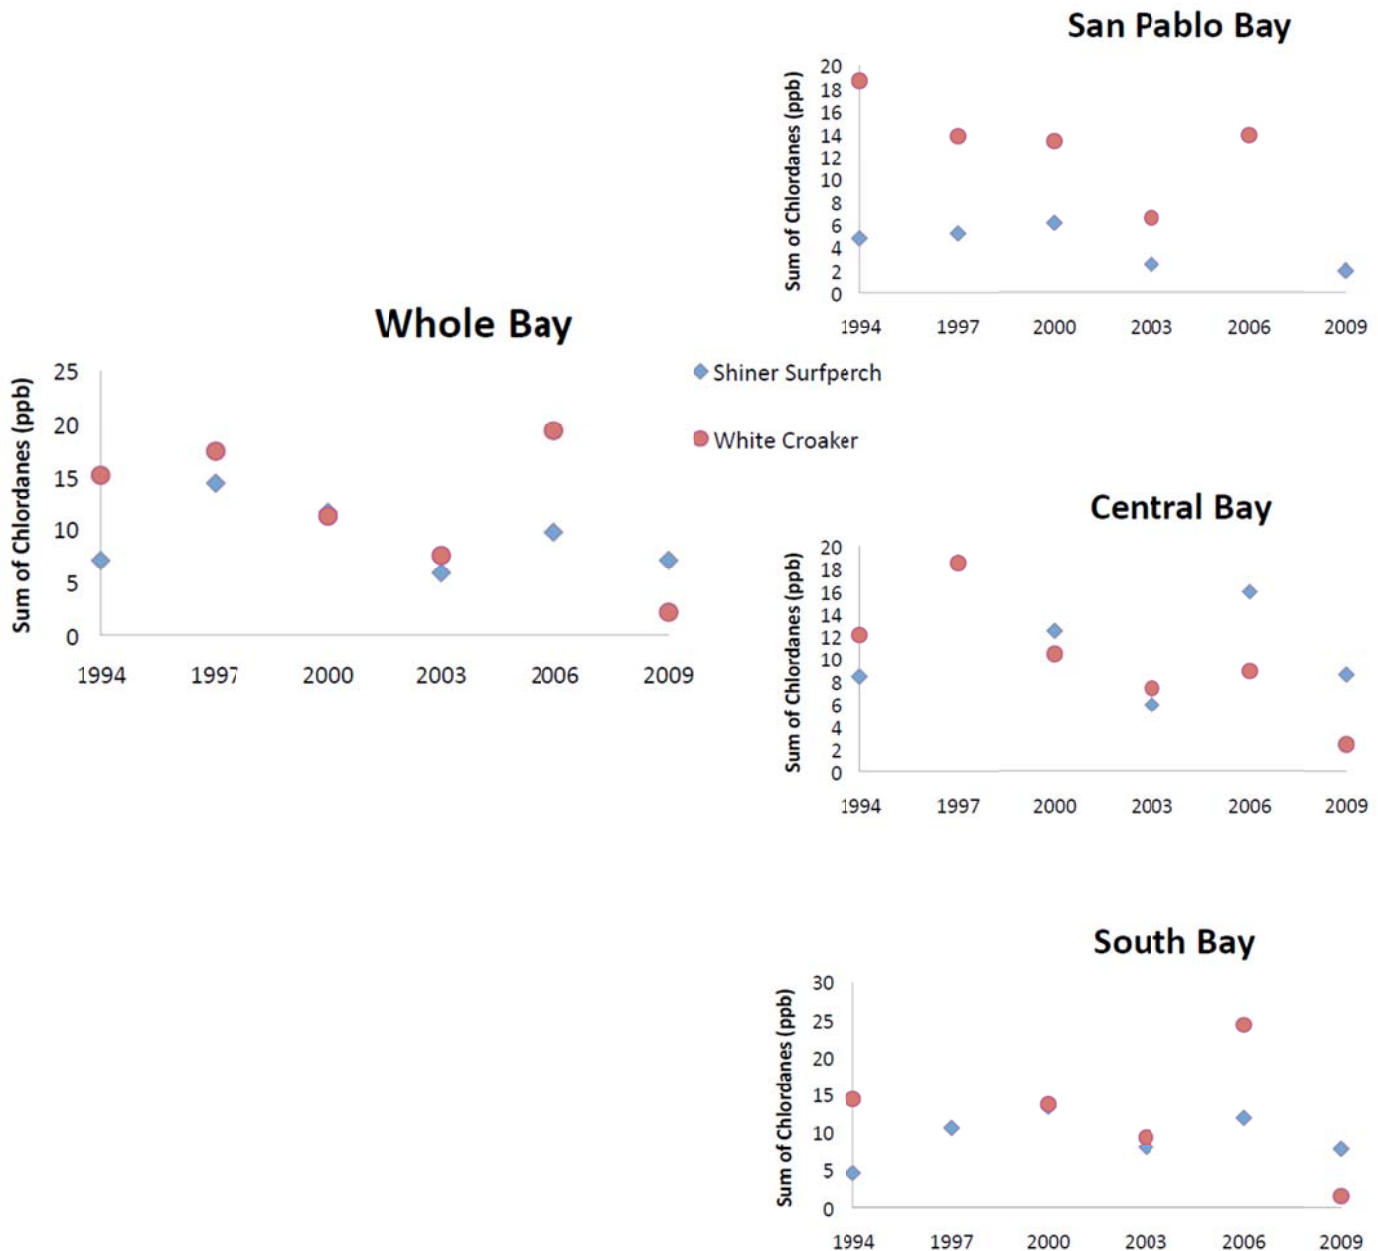 San Pablo Bay
Sum of Chlordanes (ppb)
20
18
16
14
12
10
8
6
4
2
0
1994 1997 2000 2003 2006 2009
Whole Bay
Sum of Chlordanes (ppb)
25
20
15
10
5
0
1994 1997 2000 2003 2006 2009
Shiner Surfperch
White Croaker
Central Bay
Sum of Chlordanes (ppb)
20
18
16
14
12
10
8
6
4
2
0
1994 1997 2000 2003 2006 2009
South Bay
Sum of Chlordanes (ppb)
30
25
20
15
10
5
0
1994 1997 2000 2003 2006 2009